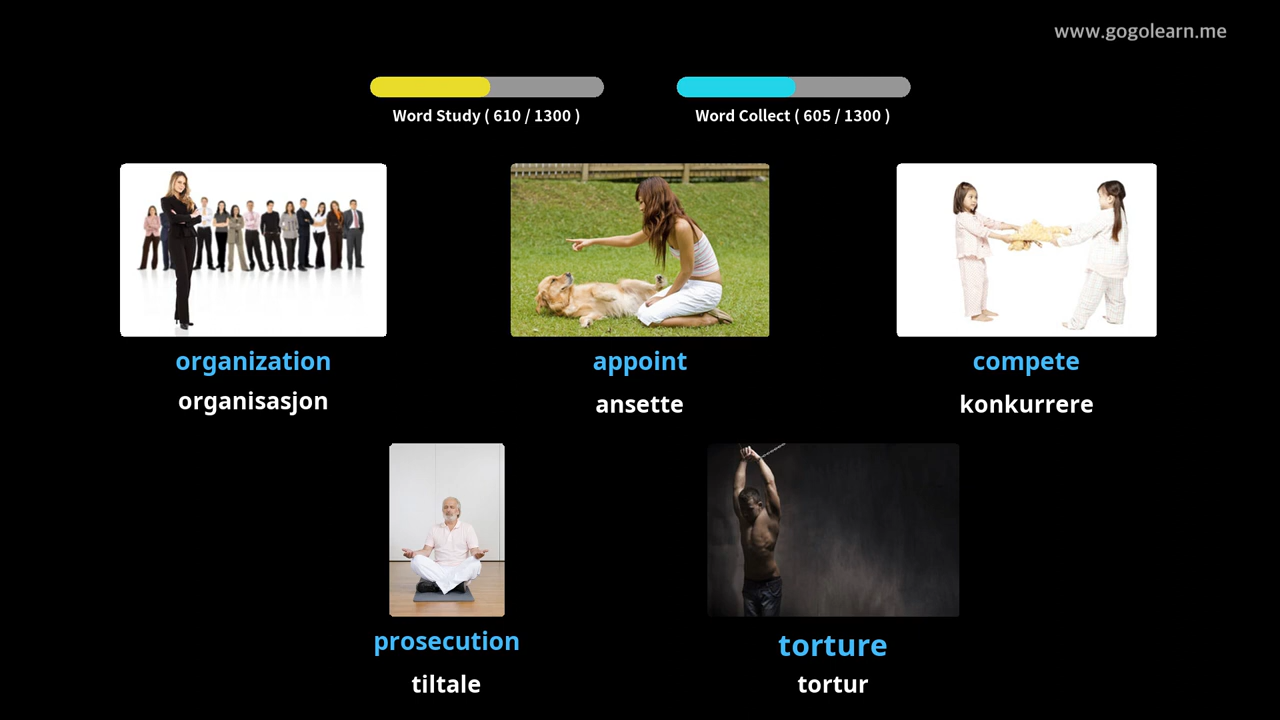 www.gogolearn.me
Word Study ( 610 / 1300 )
Word Collect ( 605 / 1300 )
organization
organisasjon
appoint
ansette
compete
konkurrere
prosecution
tiltale
torture
tortur